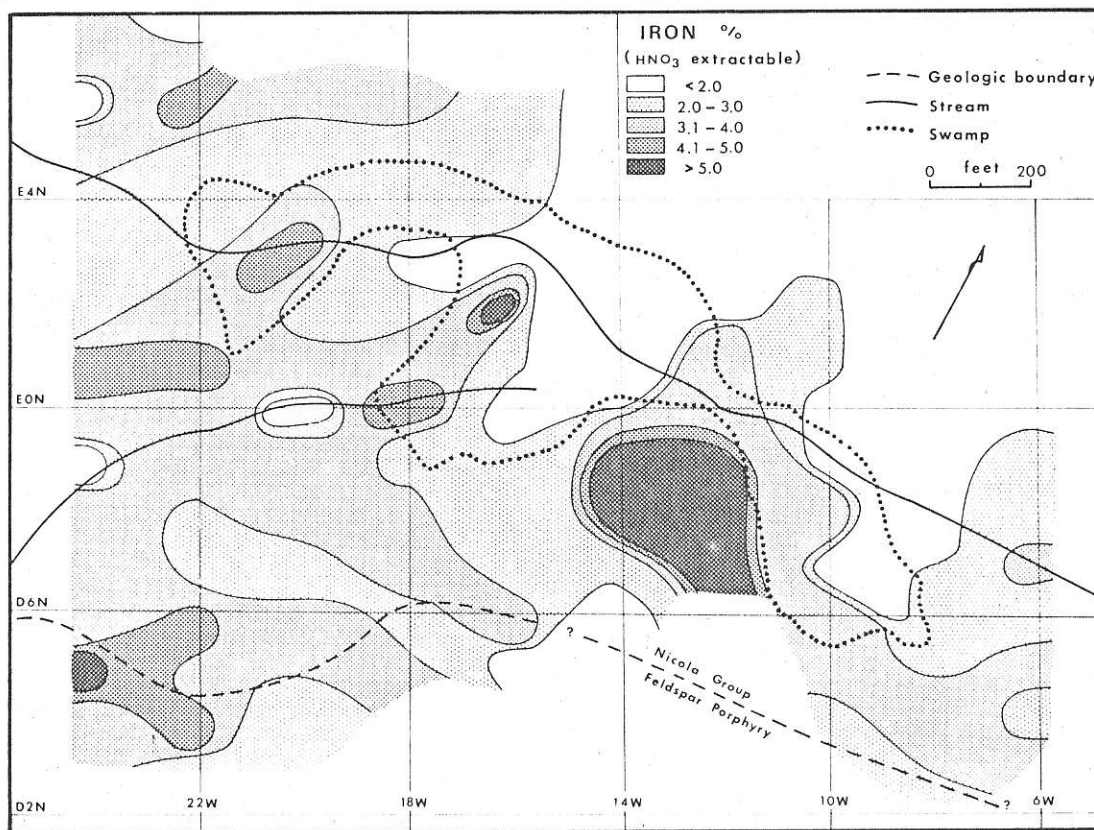 IRON %
(HNO3 extractable)
<2.0
2.0 – 3.0
3.1 – 4.0
4.1 – 5.0
>5.0
Geologic boundary
Stream
Swamp
feet
0 200
E4N
E0N
D6N
D2N
?
Nicola Group
Feldspar Porphyry
?
22W
18W
14W
10W
6W